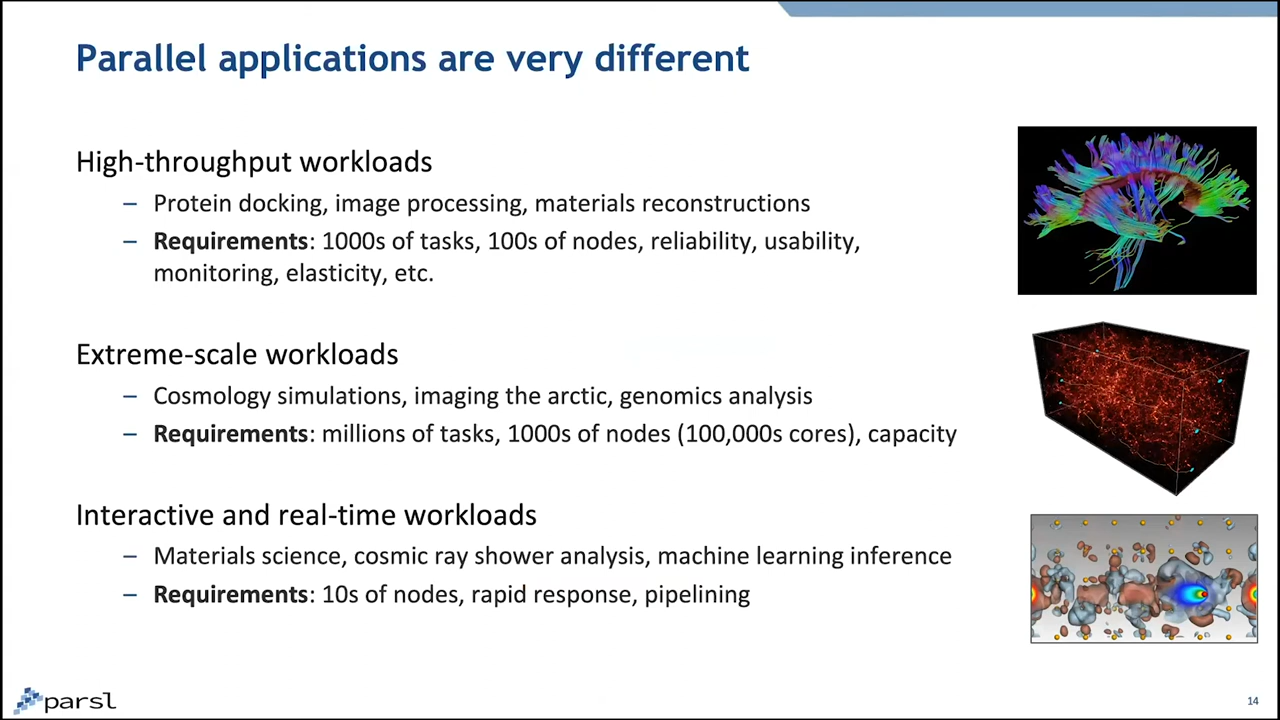 Parallel applications are very different
High-throughput workloads
– Protein docking, image processing, materials reconstructions
– Requirements: 1000s of tasks, 100s of nodes, reliability, usability,
monitoring, elasticity, etc.
Extreme-scale workloads
– Cosmology simulations, imaging the arctic, genomics analysis
– Requirements: millions of tasks, 1000s of nodes (100,000s cores), capacity
Interactive and real-time workloads
– Materials science, cosmic ray shower analysis, machine learning inference
– Requirements: 10s of nodes, rapid response, pipelining
parsl
14